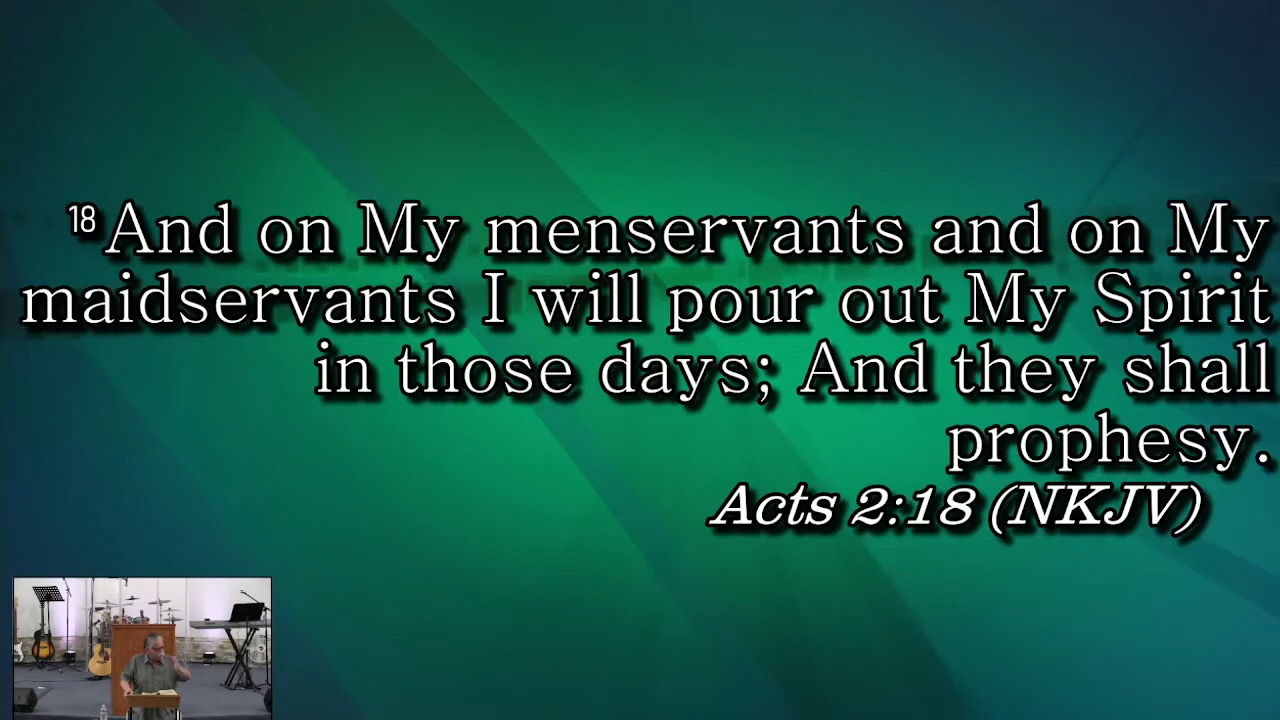 18And on My menservants and on My
maidservants I will pour out My Spirit
in those days; And they shall
prophesy.
Acts 2:18 (NKJV)